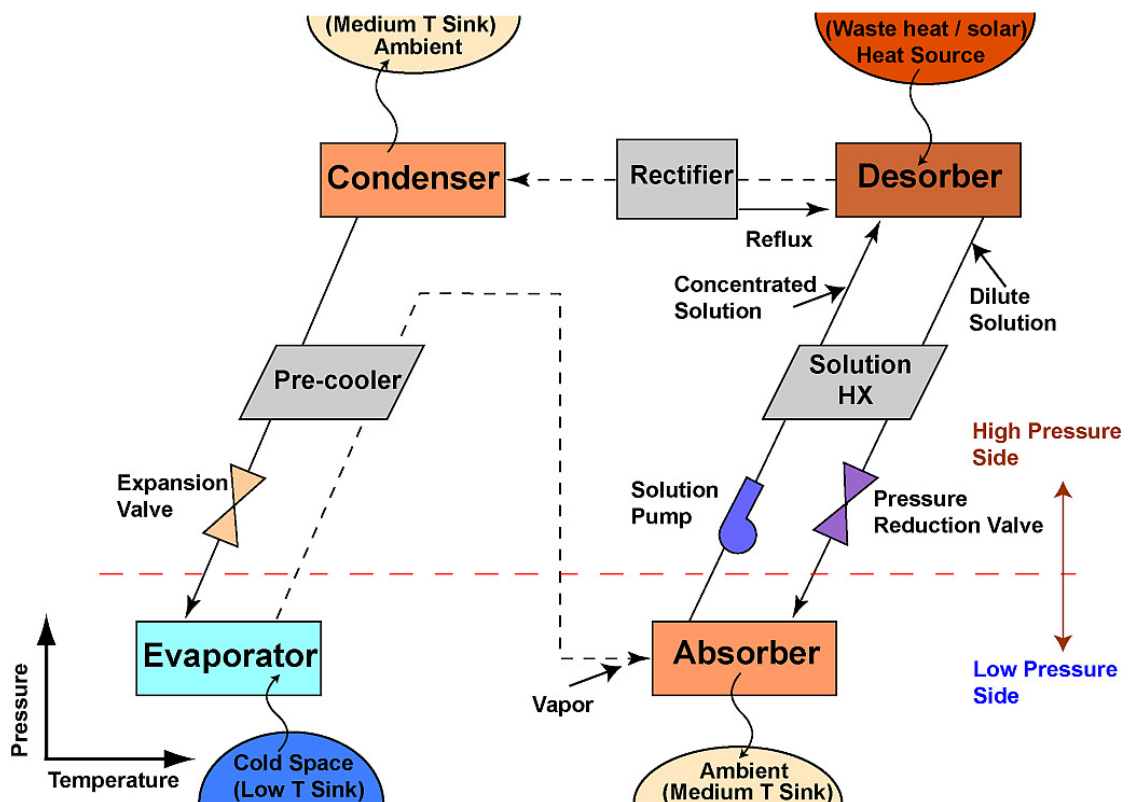 (Medium T Sink)
Ambient
(Waste heat / solar)
Heat Source
Condenser
Rectifier
Desorber
Reflux
Concentrated
Solution
Dilute
Solution
Pre-cooler
Solution
HX
High Pressure
Side
Expansion
Valve
Solution
Pump
Pressure
Reduction Valve
Evaporator
Absorber
Low Pressure
Side
Vapor
Pressure
Temperature
Cold Space
(Low T Sink)
Ambient
(Medium T Sink)